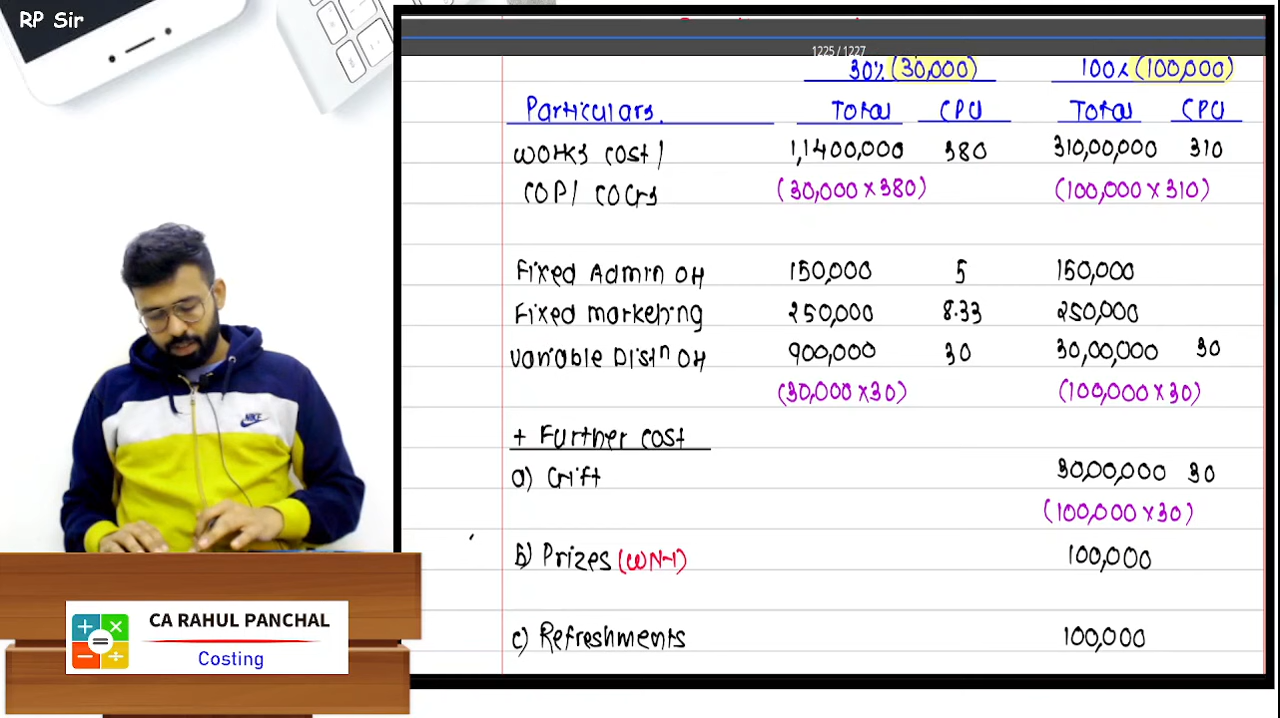 RP Sir
1225 / 1227
30% (30,000) 100% (100,000)
Particulars. Total CPU Total CPU
Works cost / 1,1400,000 380 310,00,000 310
COP / COGS (30,000 × 380) (100,000 × 310)
Fixed Admin OH 150,000 5 150,000
Fixed marketing 250,000 8.33 250,000
Variable Distn OH 900,000 30 30,00,000 30
(30,000 × 30) (100,000 × 30)
+ Further cost
a) Gift 30,00,000 30
(100,000 × 30)
b) Prizes (WN-1) 100,000
c) Refreshments 100,000
NIKE
CA RAHUL PANCHAL
Costing